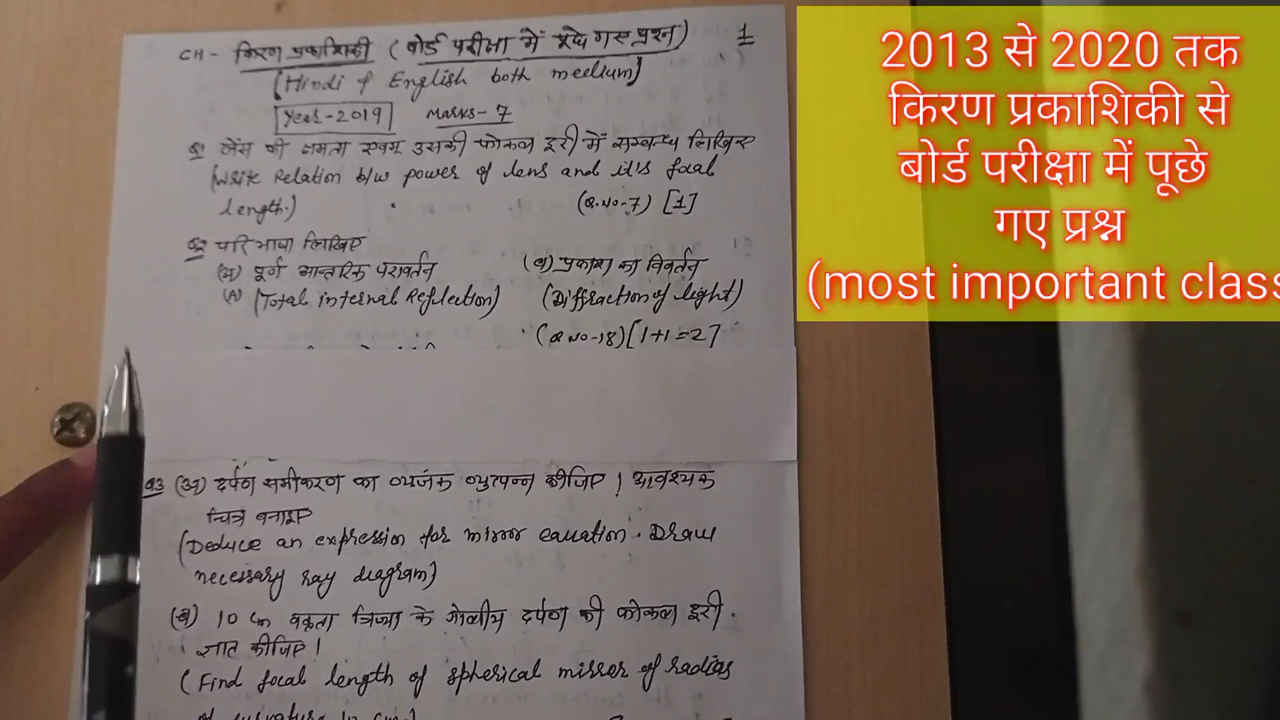 CH - किरण प्रकाशिकी (बोर्ड परीक्षा में पूछे गए प्रश्न) 1
[Hindi & English both medium]
Year-2019 Marks-7
Q1 लेंस की क्षमता एवम् उसकी फोकल दूरी में सम्बन्ध लिखिए
(Write Relation b/w power of lens and it's focal
length.) (Q.No-7) [1]
Q2 परिभाषा लिखिए
(अ) पूर्ण आन्तरिक परावर्तन (ब) प्रकाश का विवर्तन
(A) (Total internal Reflection) (Diffraction of light)
(Q.No-18) [1+1=2]
Q3 (अ) दर्पण समीकरण का व्यंजक व्युत्पन्न कीजिए । आवश्यक
चित्र बनाइए
(Deduce an expression for mirror equation. Draw
necessary ray diagram)
(ब) 10 cm वक्रता त्रिज्या के गोलीय दर्पण की फोकल दूरी
ज्ञात कीजिए।
(Find focal length of spherical mirror of radius
2013 से 2020 तक
किरण प्रकाशिकी से
बोर्ड परीक्षा में पूछे
गए प्रश्न
(most important class